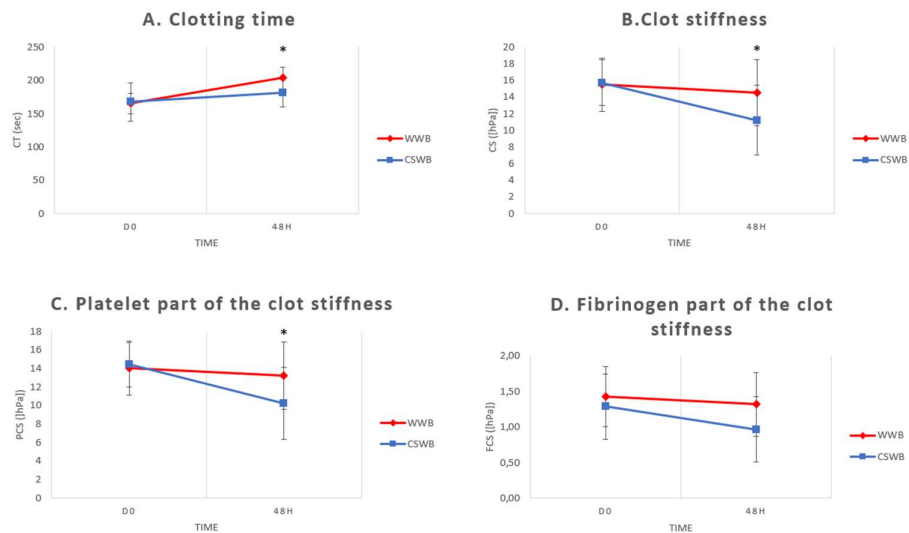 A. Clotting time
250
200
150
100
50
0
CT (sec)
*
D0
48H
TIME
WWB
CSWB
B.Clot stiffness
20
18
16
14
12
10
8
6
4
2
0
CS ([hPa])
*
D0
48H
TIME
WWB
CSWB
C. Platelet part of the clot stiffness
18
16
14
12
10
8
6
4
2
0
PCS ([hPa])
*
D0
48H
TIME
WWB
CSWB
D. Fibrinogen part of the clot
stiffness
2,00
1,50
1,00
0,50
0,00
FCS ([hPa])
D0
48H
TIME
WWB
CSWB